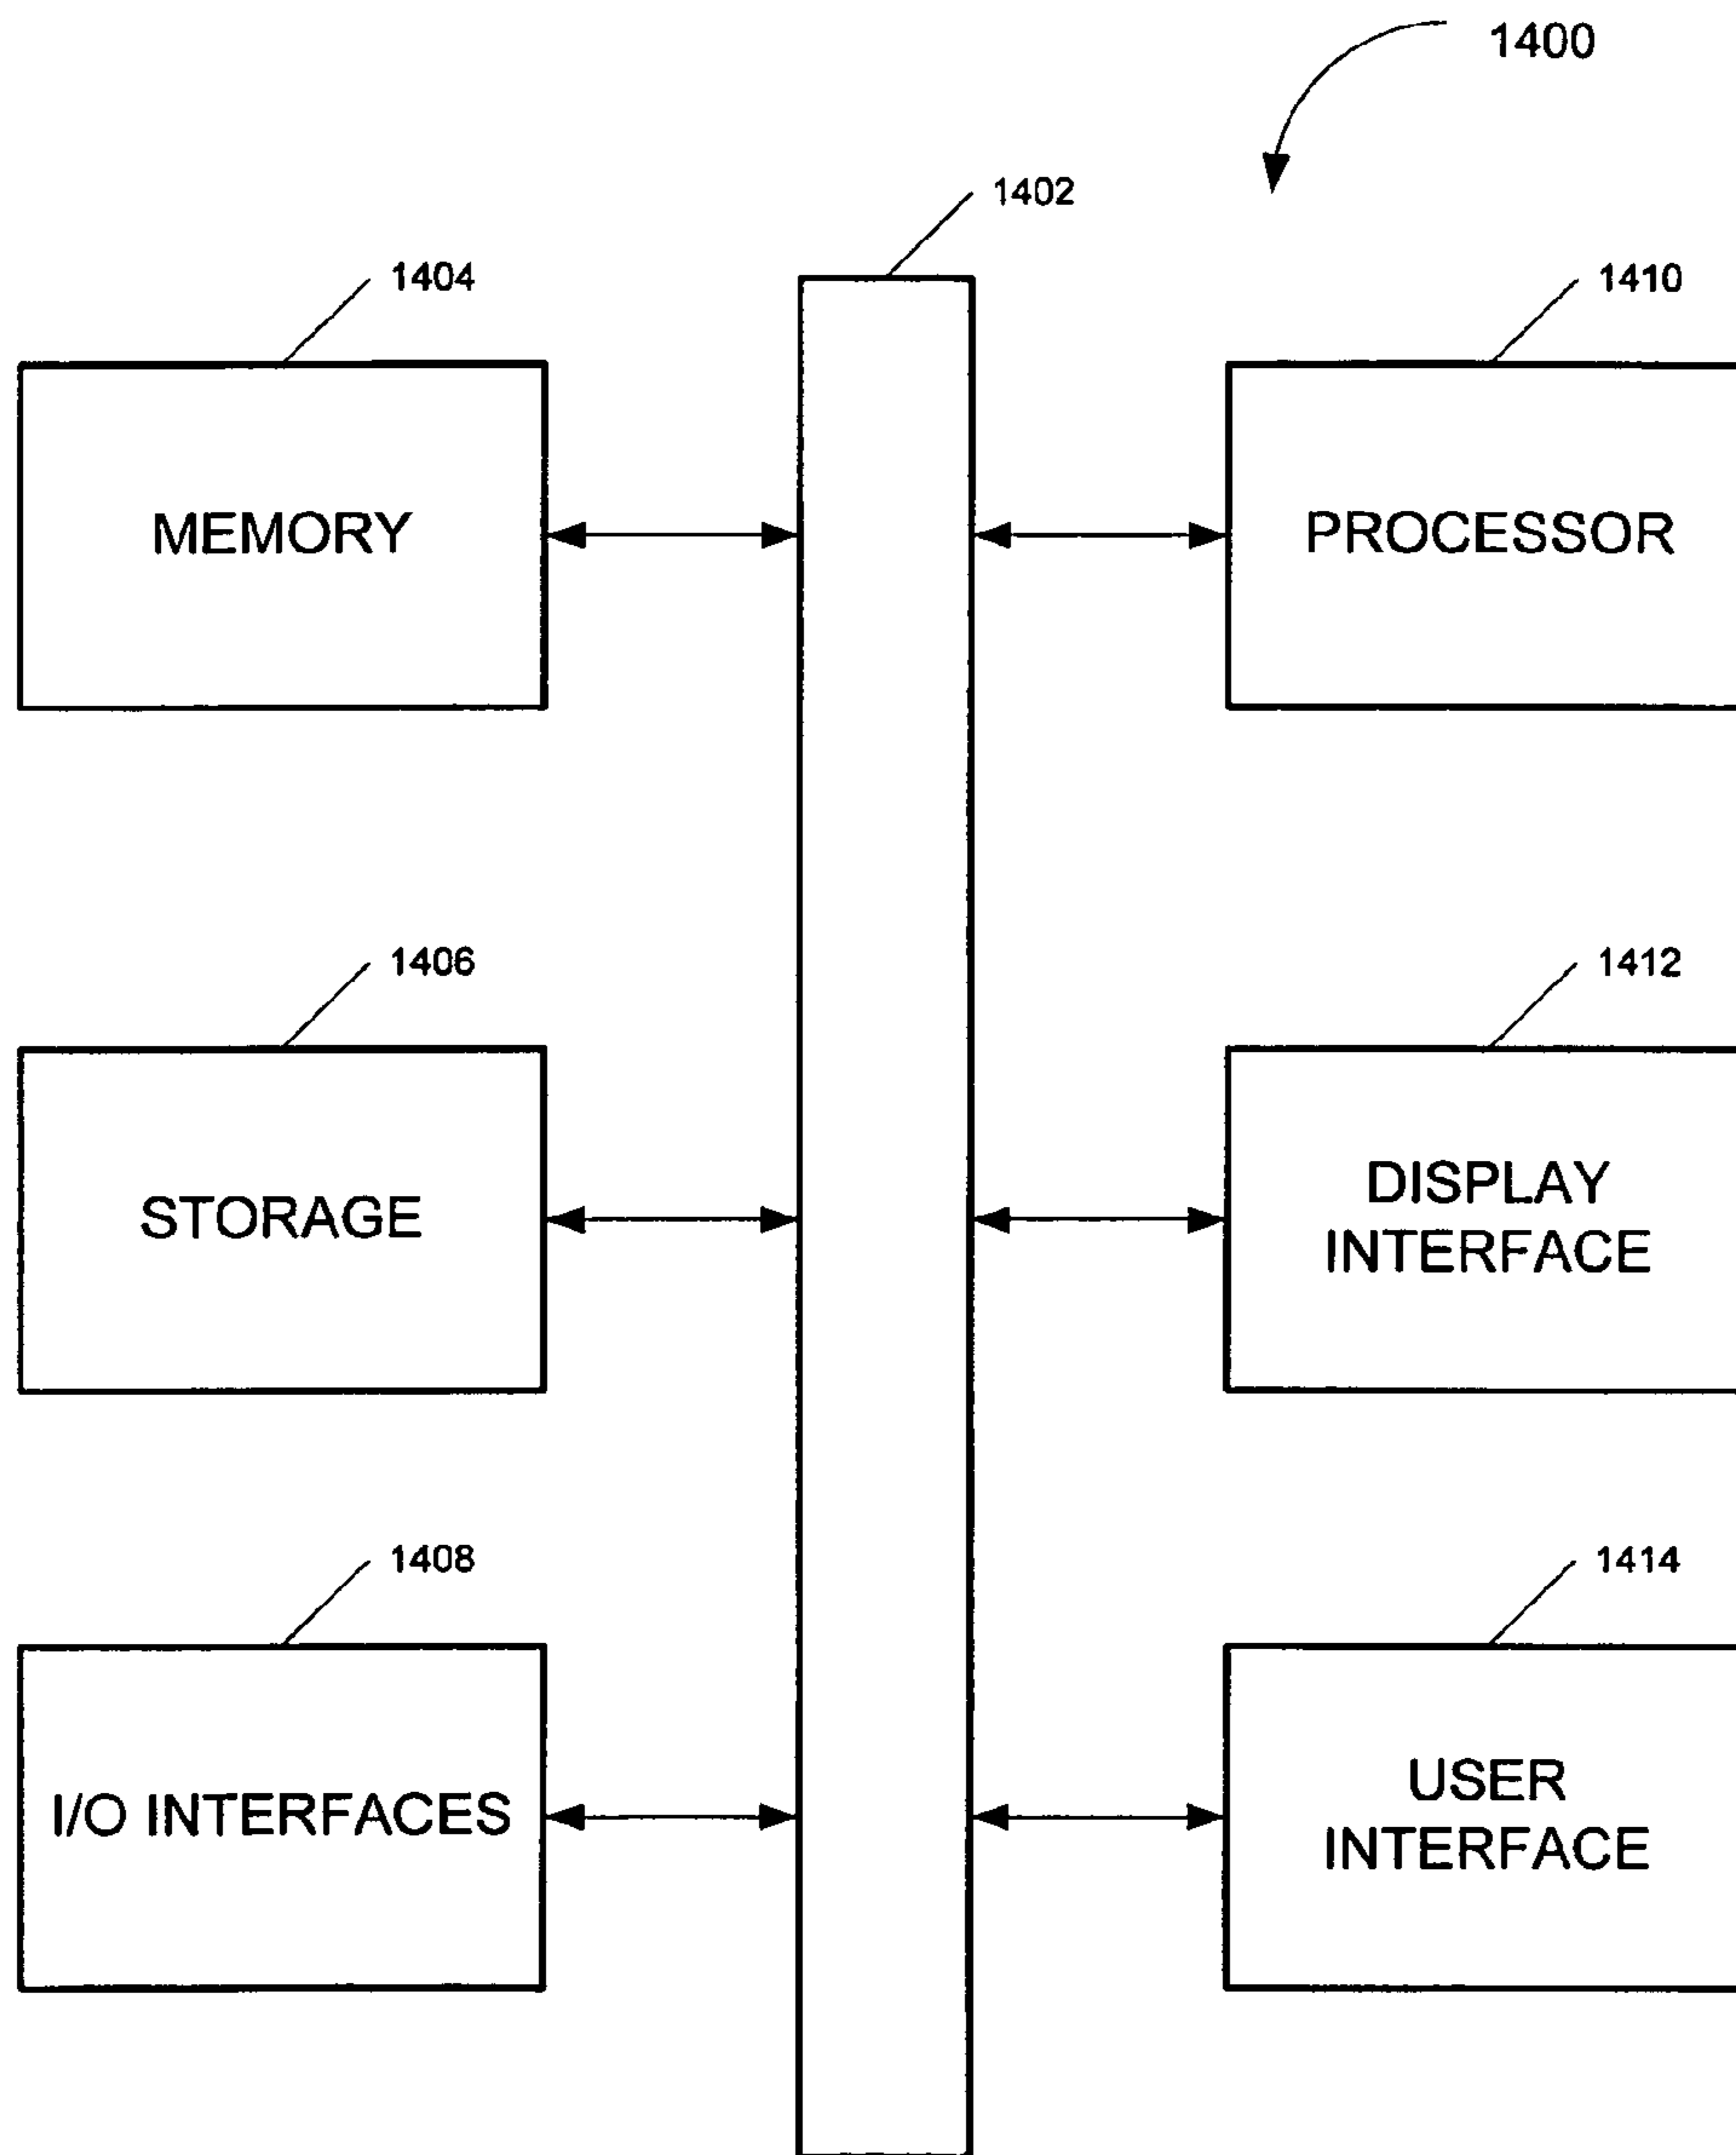 1400
1402
1404
1410
MEMORY
PROCESSOR
1406
1412
STORAGE
DISPLAY
INTERFACE
1408
1414
I/O INTERFACES
USER
INTERFACE